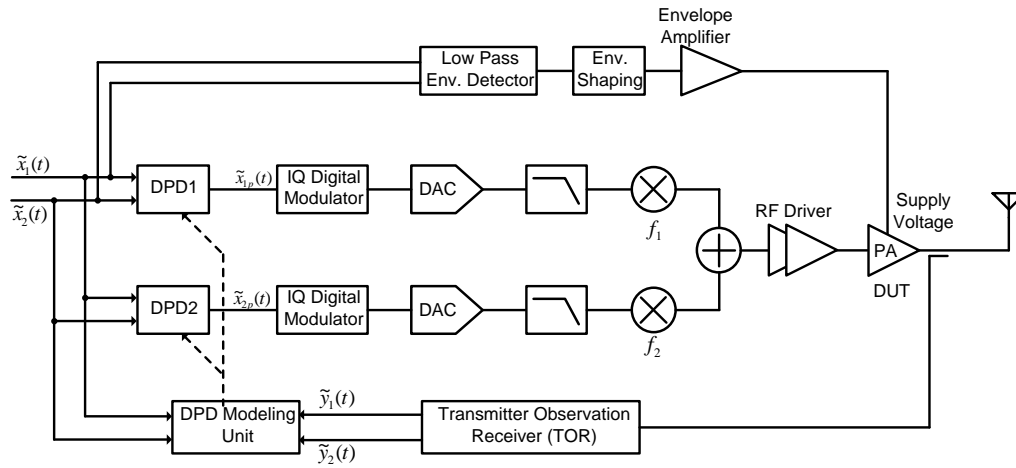 Envelope
Amplifier
Low Pass
Env. Detector
Env.
Shaping
x̃₁(t)
x̃₂(t)
DPD1
x̃₁ₚ(t)
IQ Digital
Modulator
DAC
f₁
RF Driver
Supply
Voltage
PA
DUT
DPD2
x̃₂ₚ(t)
IQ Digital
Modulator
DAC
f₂
DPD Modeling
Unit
ỹ₁(t)
ỹ₂(t)
Transmitter Observation
Receiver (TOR)